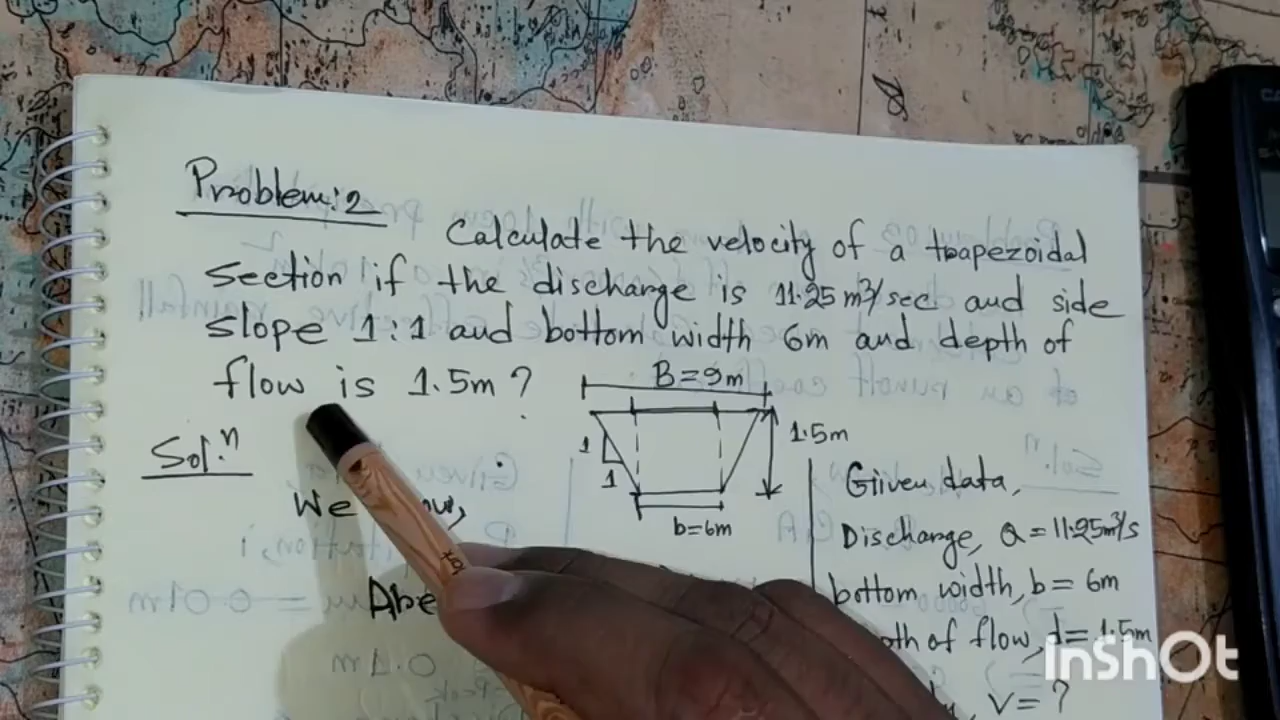 Problem: 2
Calculate the velocity of a trapezoidal
section if the discharge is 11.25 m³/sec and side
slope 1:1 and bottom width 6m and depth of
flow is 1.5m ?
Sol.ⁿ
We
B = 9m
1
1
1.5m
b=6m
Giiven data,
Discharge, Q = 11.25m³/s
bottom width, b = 6m
of flow, d = 1.5m
V = ?
InShOt